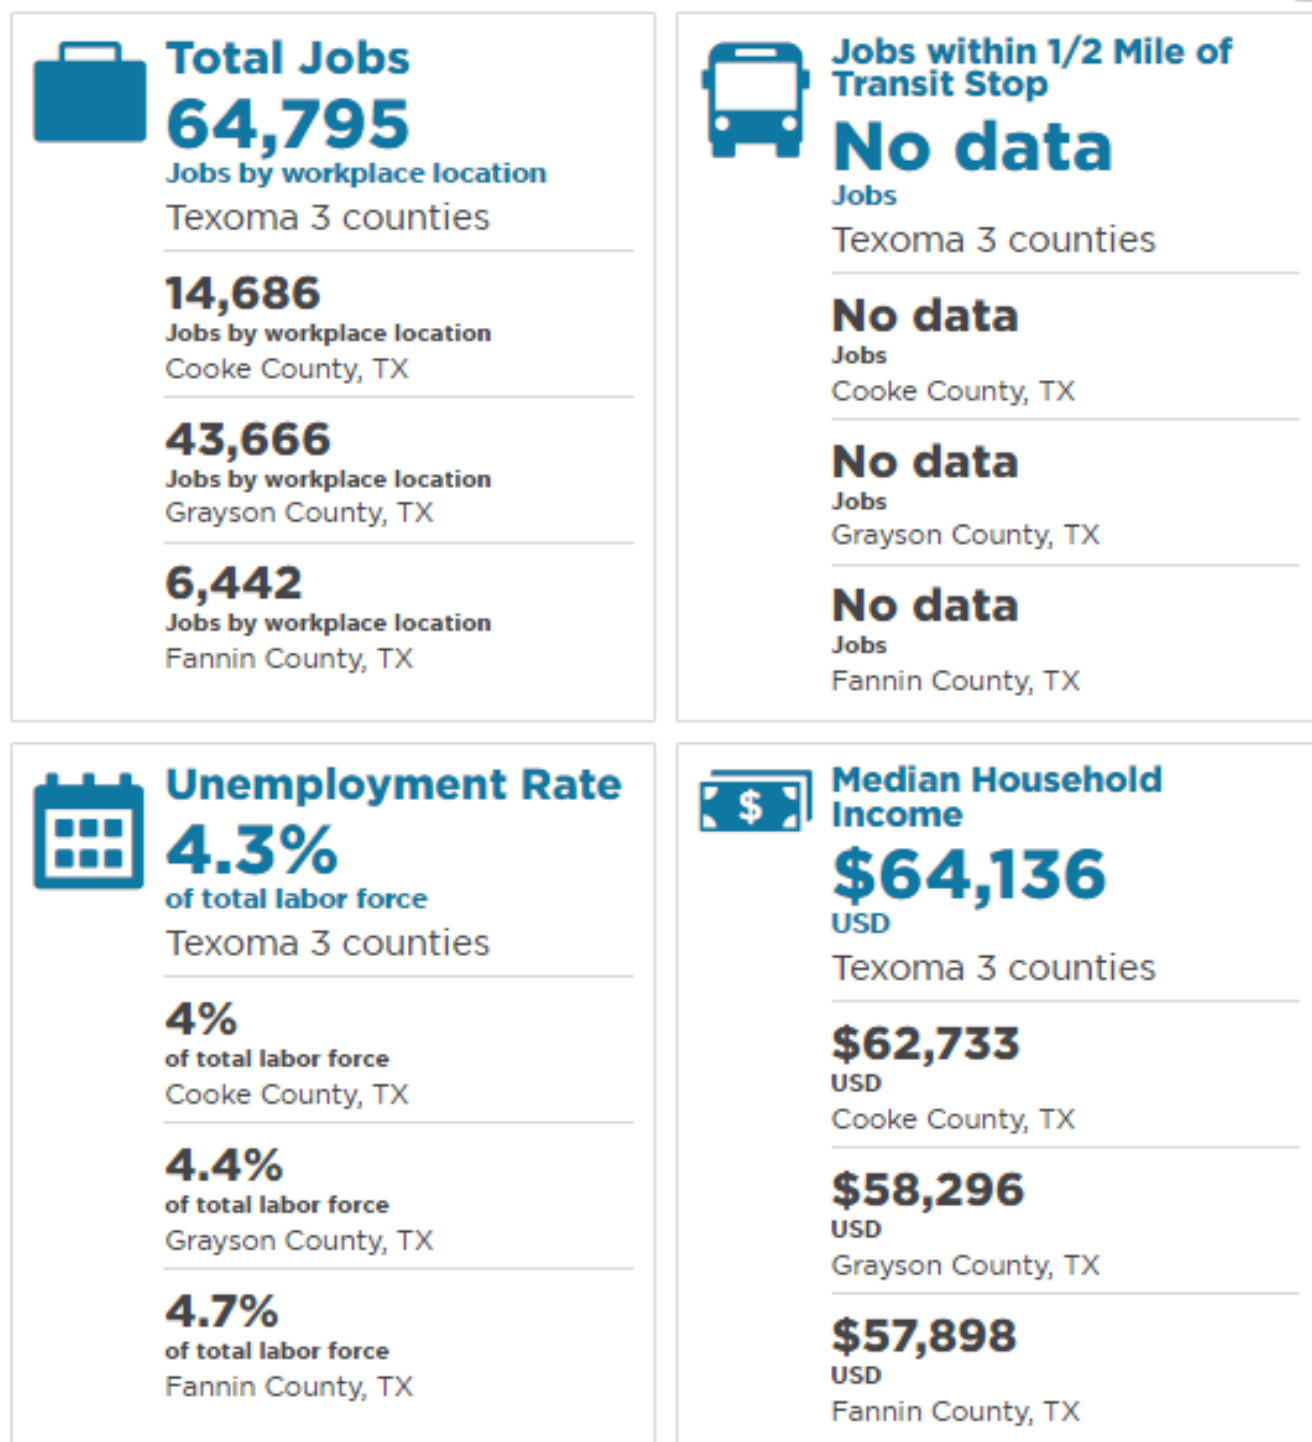 Total Jobs
64,795
Jobs by workplace location
Texoma 3 counties
14,686
Jobs by workplace location
Cooke County, TX
43,666
Jobs by workplace location
Grayson County, TX
6,442
Jobs by workplace location
Fannin County, TX
Jobs within 1/2 Mile of
Transit Stop
No data
Jobs
Texoma 3 counties
No data
Jobs
Cooke County, TX
No data
Jobs
Grayson County, TX
No data
Jobs
Fannin County, TX
Unemployment Rate
4.3%
of total labor force
Texoma 3 counties
4%
of total labor force
Cooke County, TX
4.4%
of total labor force
Grayson County, TX
4.7%
of total labor force
Fannin County, TX
$
Median Household
Income
$64,136
USD
Texoma 3 counties
$62,733
USD
Cooke County, TX
$58,296
USD
Grayson County, TX
$57,898
USD
Fannin County, TX